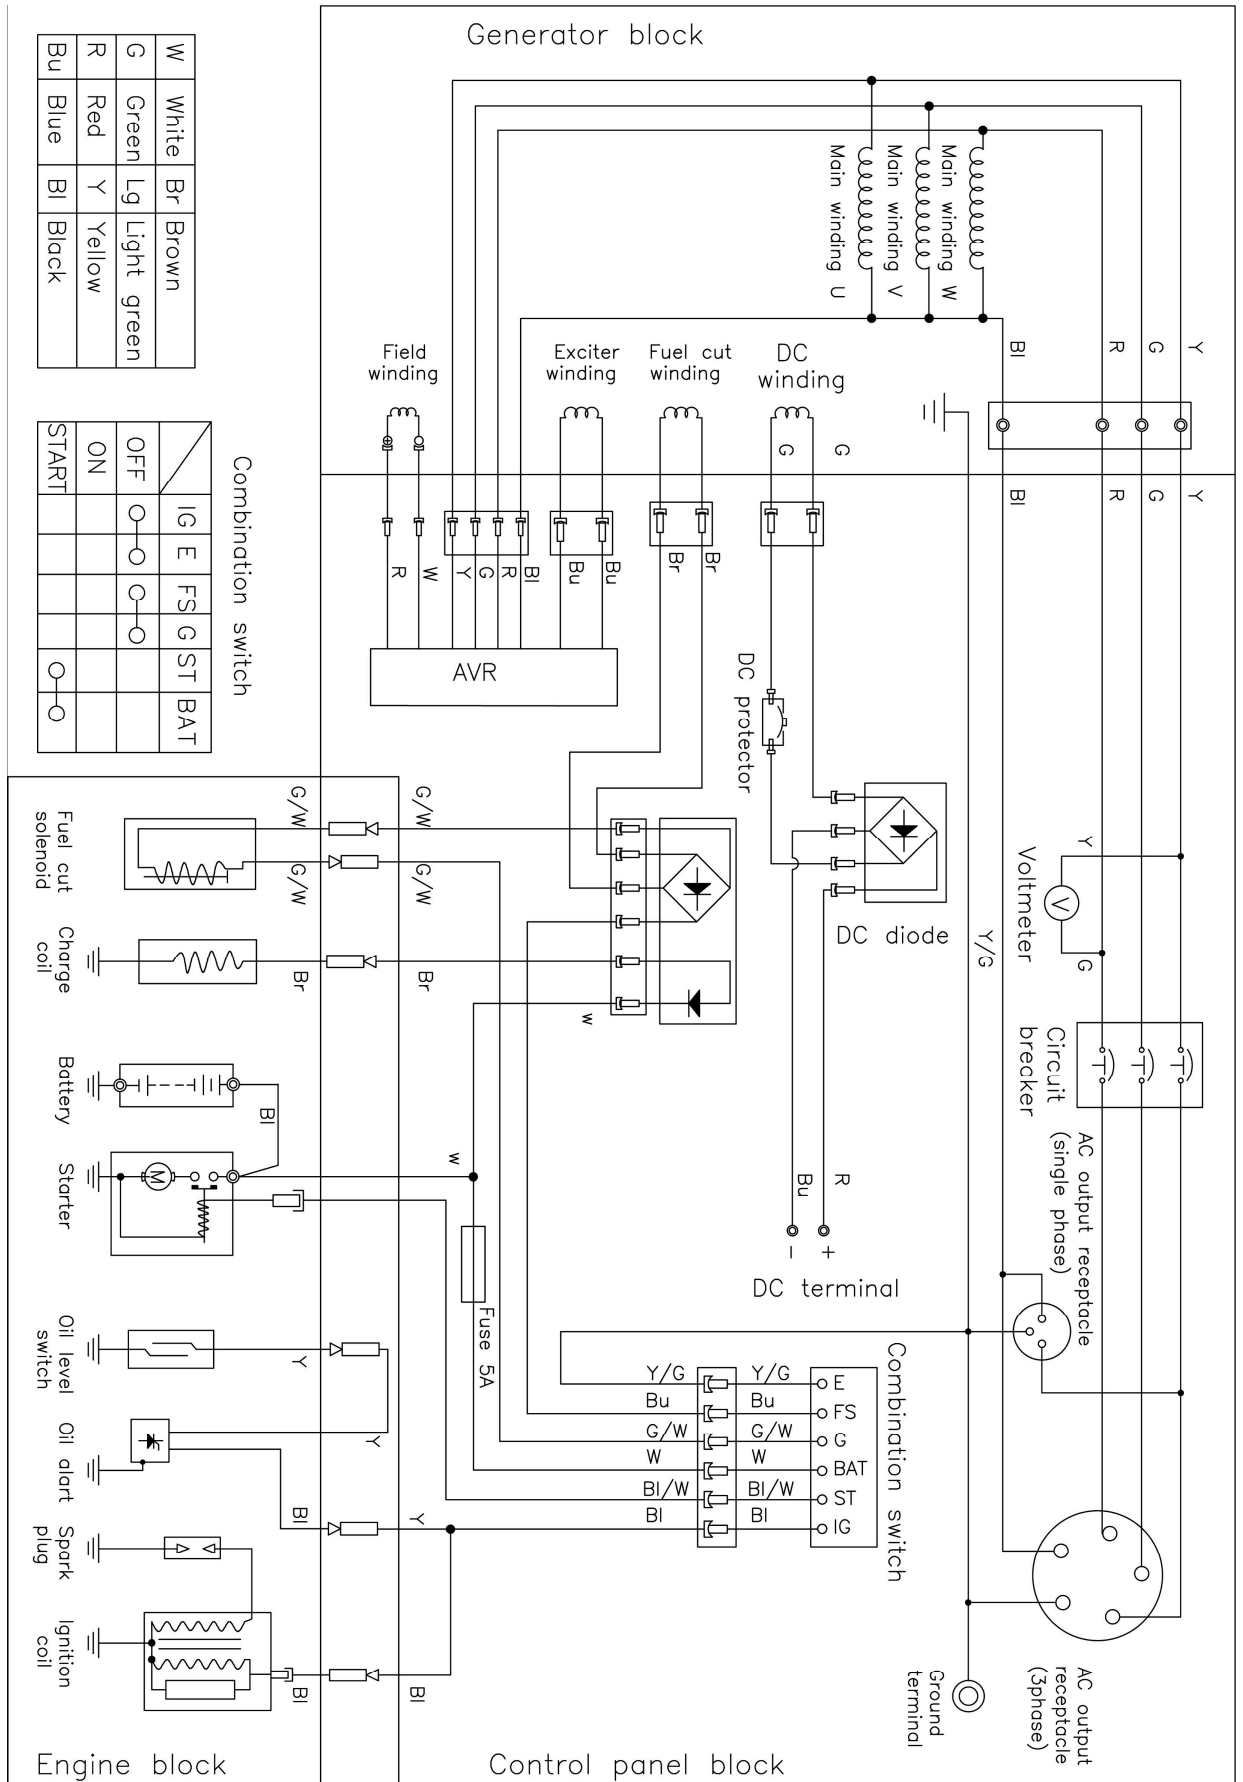 Generator block
W White Br Brown
G Green Lg Light green
R Red Y Yellow
Bu Blue Bl Black
Main winding U
Main winding V
Main winding W
Field
winding
Exciter
winding
Fuel cut
winding
DC
winding
G
G
Bl
R
G
Y
Bl
R
G
Y
Combination switch
IG E FS G ST BAT
OFF
ON
START
R
W
Y
G
R
Bl
Bu
Bu
Br
Br
AVR
DC protector
DC diode
Y/G
Y
G
V
Voltmeter
Circuit
brecker
Fuel cut
solenoid
G/W
G/W
G/W
G/W
Charge
coil
Br
Br
w
Battery
Bl
Starter
M
w
Fuse 5A
R
Bu
+
−
DC terminal
AC output receptacle
(single phase)
Oil level
switch
Y
Y
Oil alart
Bl
Y
Spark
plug
Ignition
coil
Bl
Bl
Combination switch
Y/G Y/G E
Bu Bu FS
G/W G/W G
W W BAT
Bl/W Bl/W ST
Bl Bl IG
Ground
terminal
AC output
receptacle
(3phase)
Engine block
Control panel block